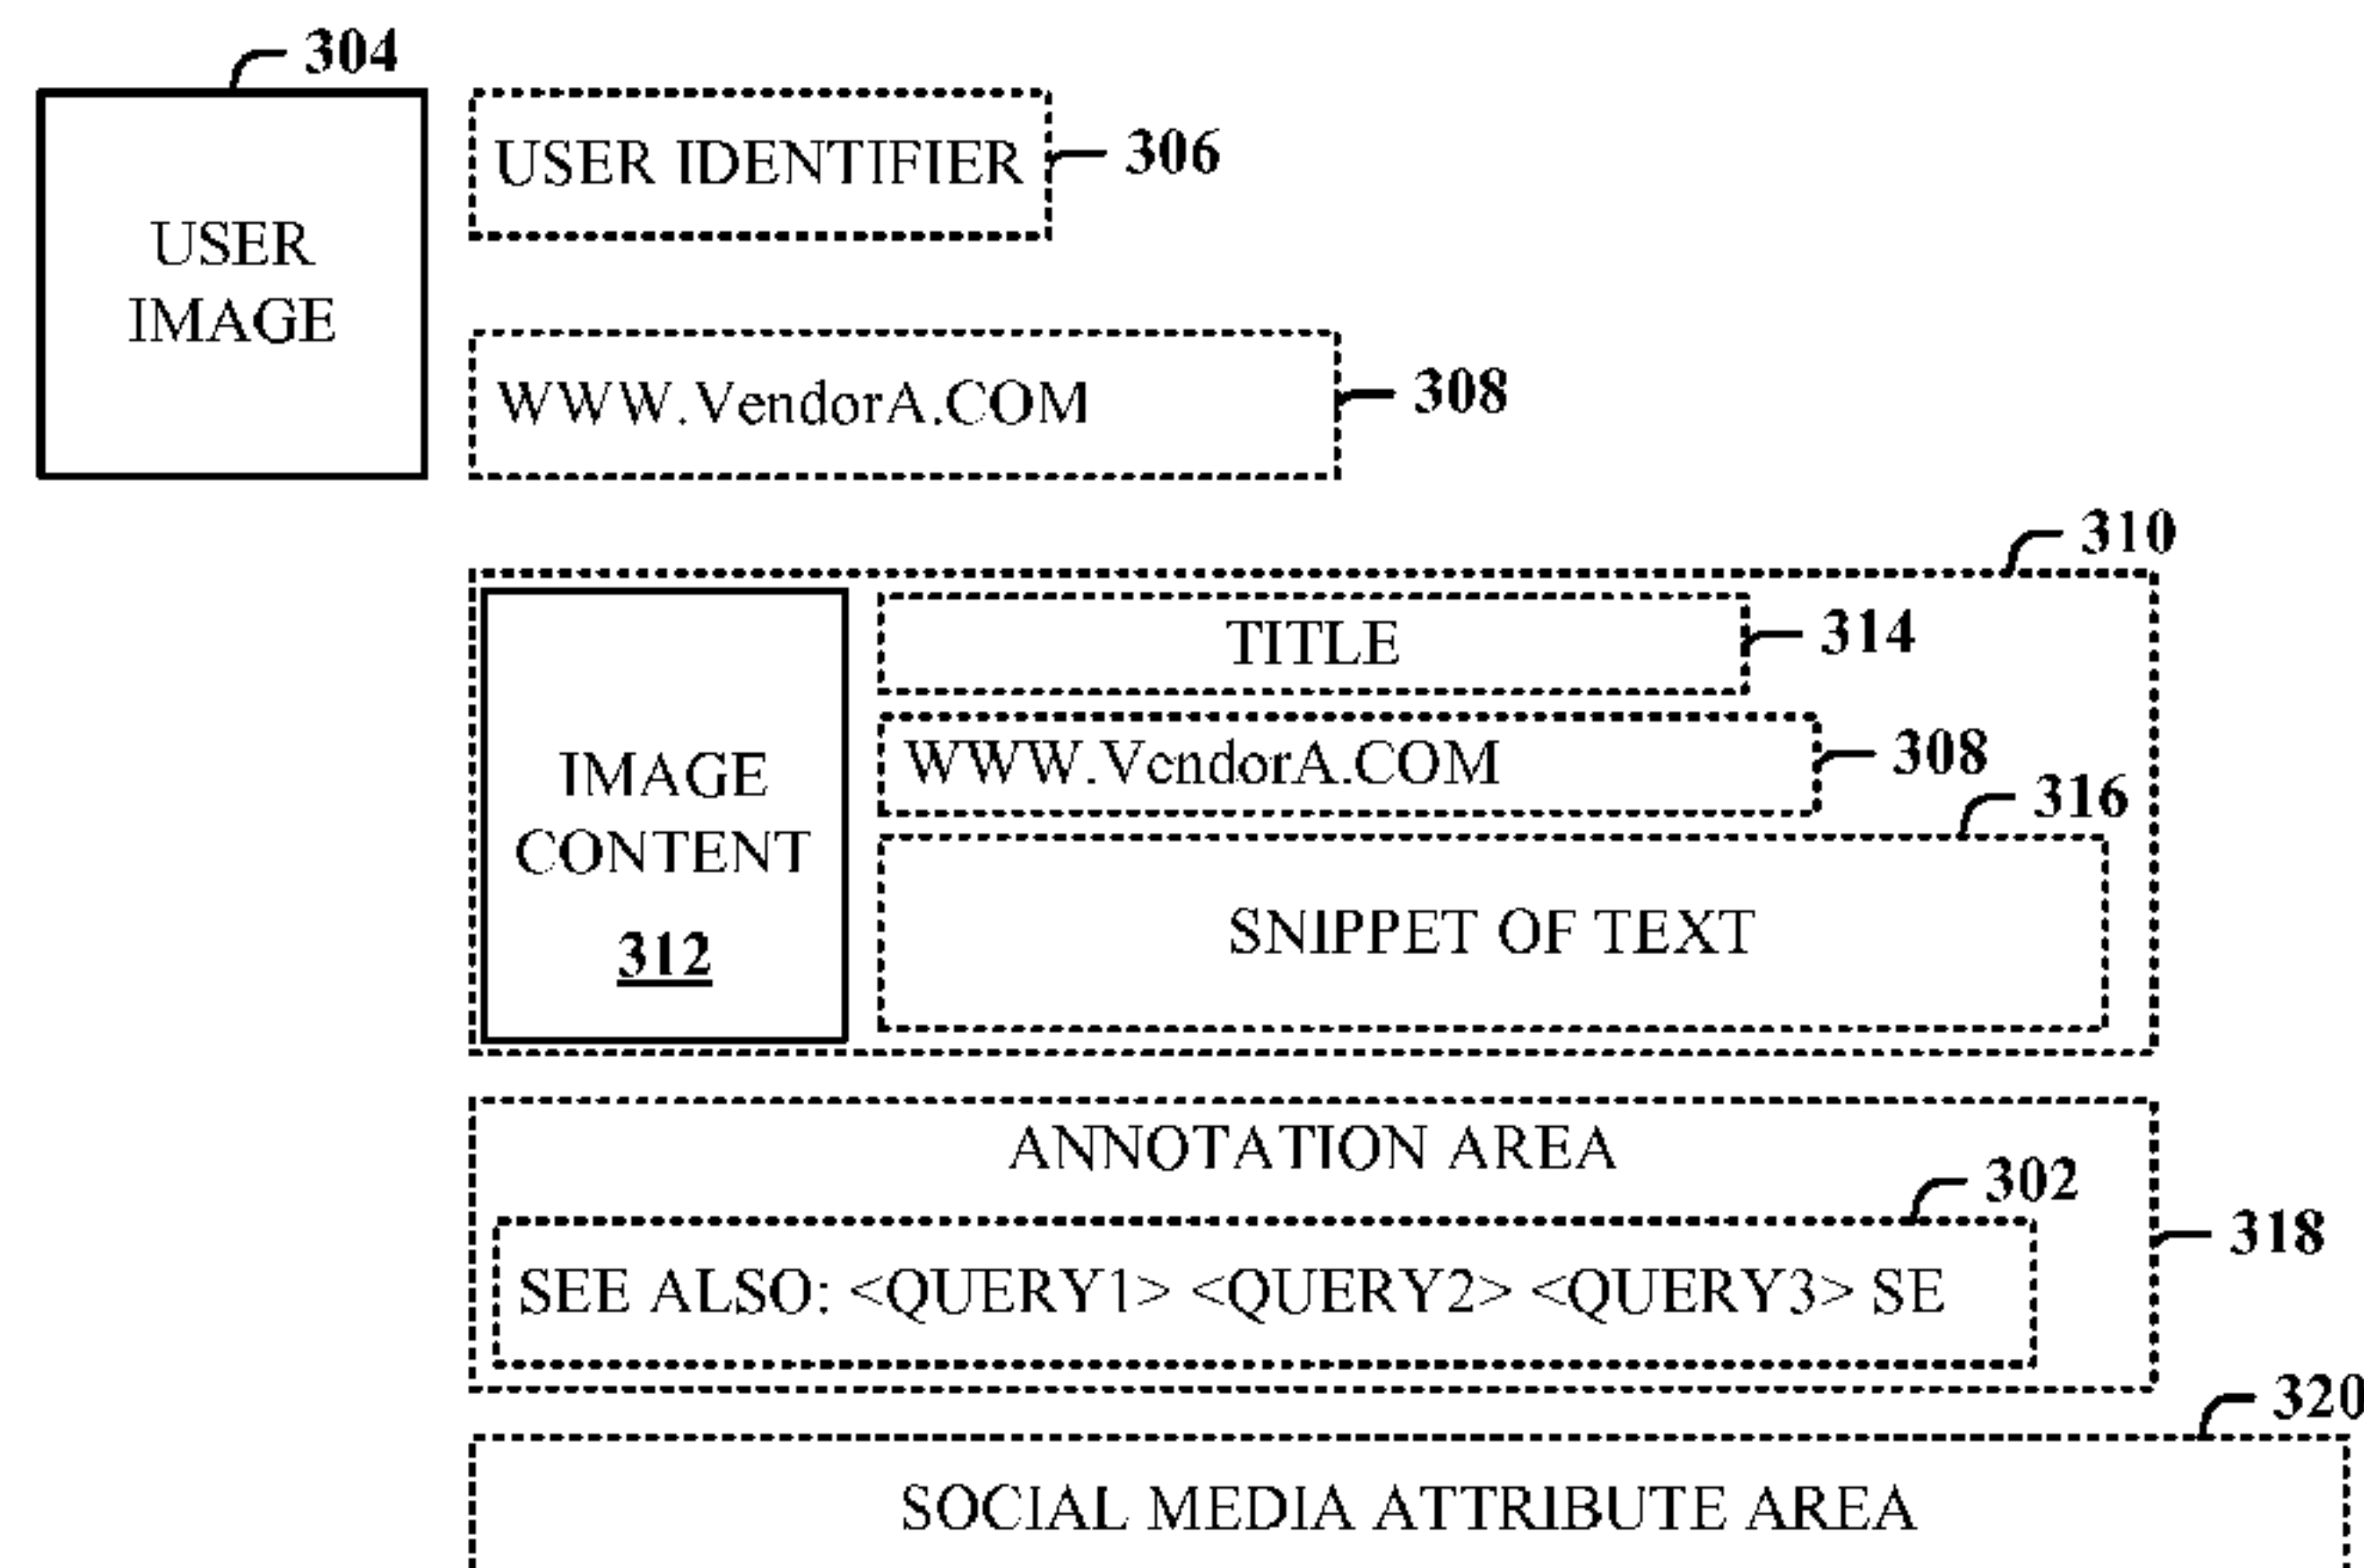 304
USER IDENTIFIER
306
USER
IMAGE
WWW.VendorA.COM
308
310
TITLE
314
WWW.VendorA.COM
308
316
IMAGE
CONTENT
312
SNIPPET OF TEXT
ANNOTATION AREA
302
SEE ALSO: <QUERY1> <QUERY2> <QUERY3> SE
318
320
SOCIAL MEDIA ATTRIBUTE AREA